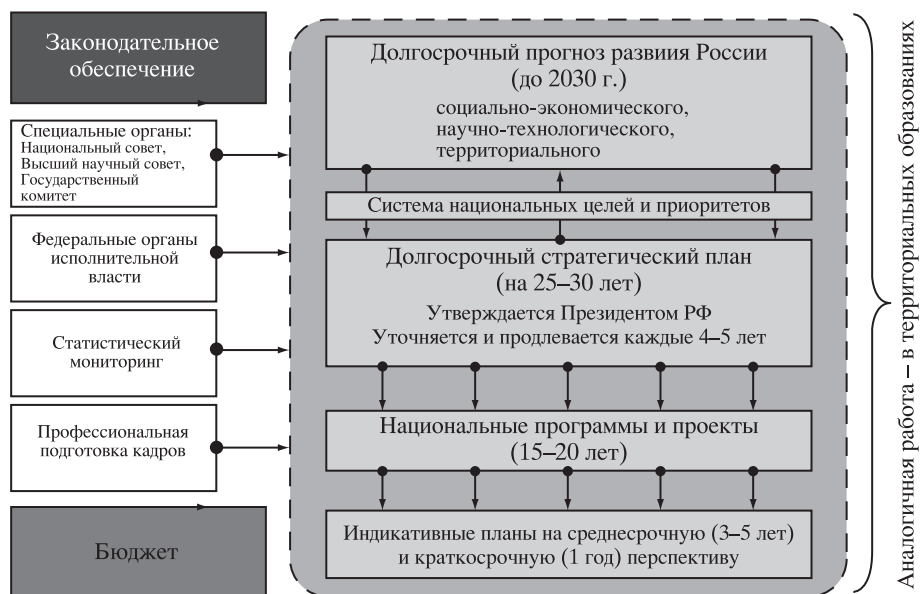 Законодательное
обеспечение
Специальные органы:
Национальный совет,
Высший научный совет,
Государственный
комитет
Федеральные органы
исполнительной
власти
Статистический
мониторинг
Профессиональная
подготовка кадров
Бюджет
Долгосрочный прогноз развиия России
(до 2030 г.)
социально-экономического,
научно-технологического,
территориального
Система национальных целей и приоритетов
Долгосрочный стратегический план
(на 25–30 лет)
Утверждается Президентом РФ
Уточняется и продлевается каждые 4–5 лет
Национальные программы и проекты
(15–20 лет)
Индикативные планы на среднесрочную (3–5 лет)
и краткосрочную (1 год) перспективу
Аналогичная работа – в территориальных образованиях